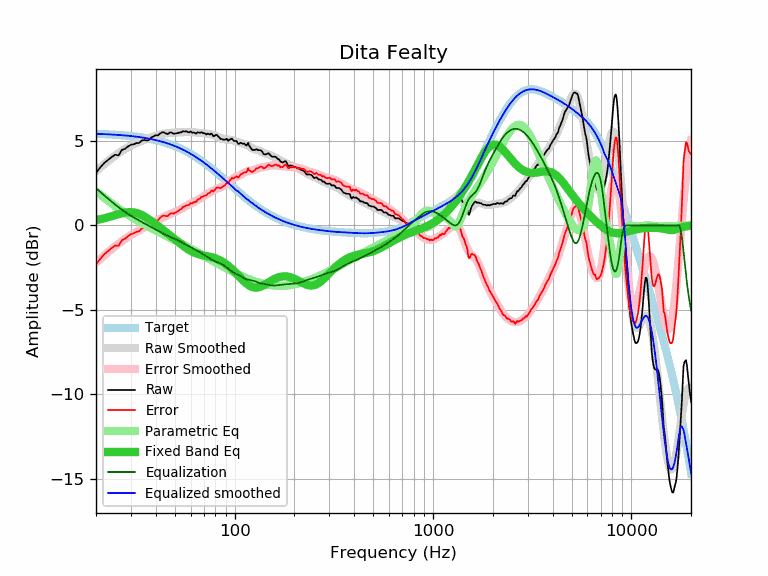 Dita Fealty
Amplitude (dBr)
5
0
−5
−10
−15
Target
Raw Smoothed
Error Smoothed
Raw
Error
Parametric Eq
Fixed Band Eq
Equalization
Equalized smoothed
100
1000
10000
Frequency (Hz)